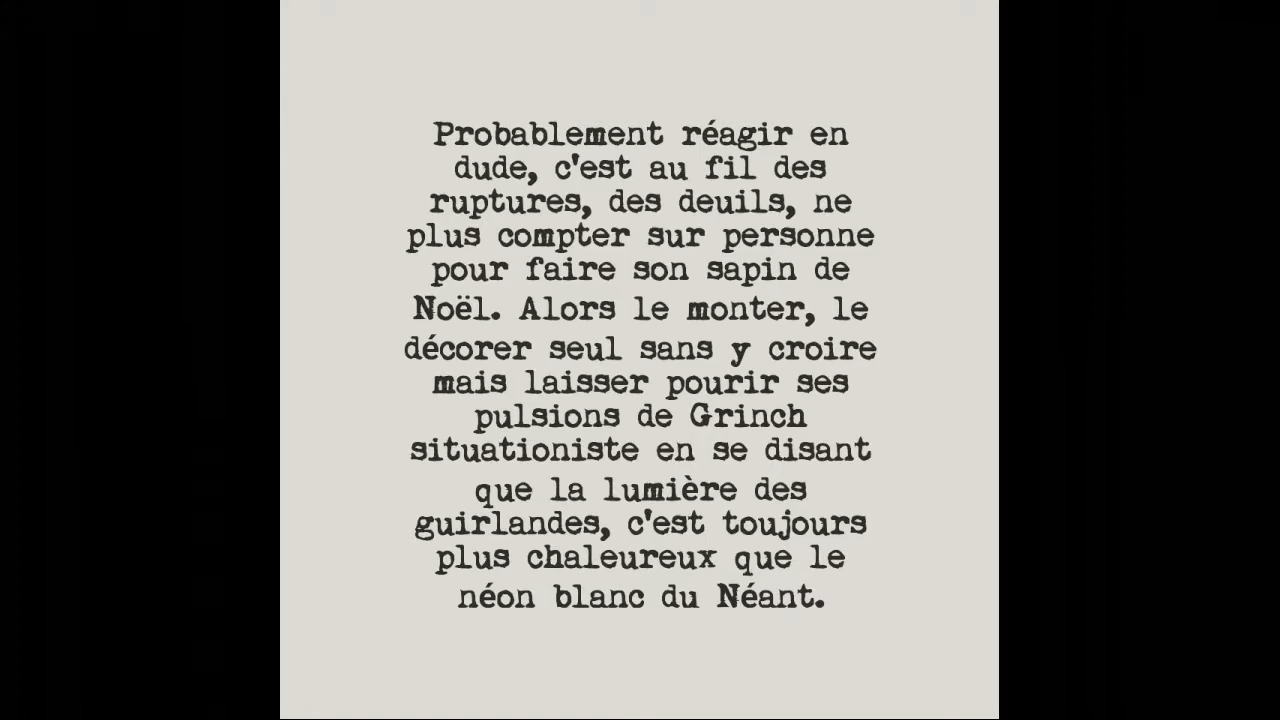 Probablement réagir en
dude, c'est au fil des
ruptures, des deuils, ne
plus compter sur personne
pour faire son sapin de
Noël. Alors le monter, le
décorer seul sans y croire
mais laisser pourir ses
pulsions de Grinch
situationiste en se disant
que la lumière des
guirlandes, c'est toujours
plus chaleureux que le
néon blanc du Néant.